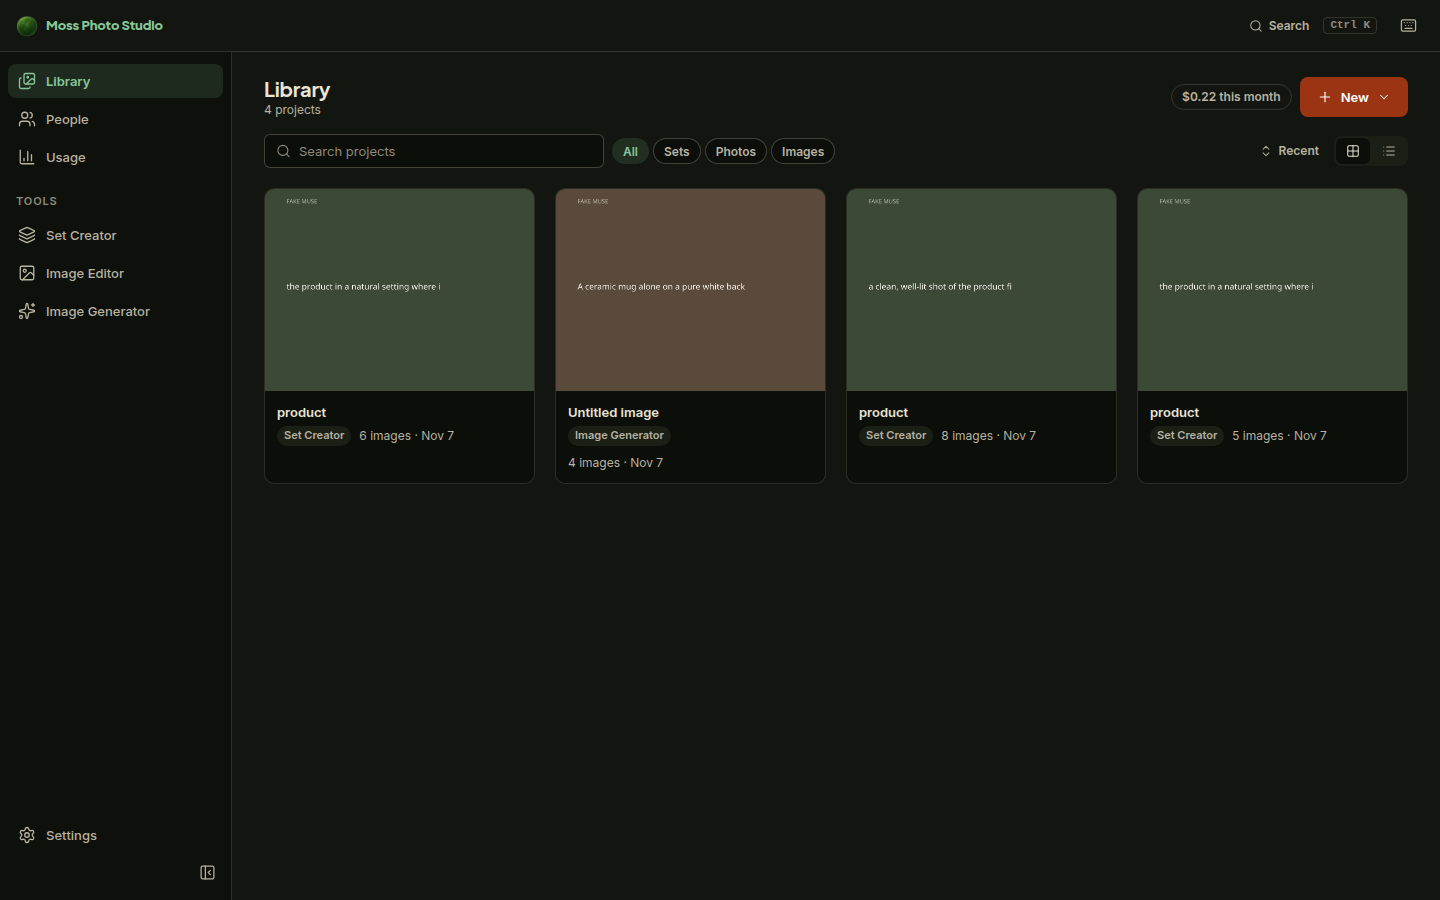 Moss Photo Studio
Search
Ctrl K
Library
People
Usage
TOOLS
Set Creator
Image Editor
Image Generator
Settings
Library
4 projects
$0.22 this month
New
Search projects
All
Sets
Photos
Images
Recent
FAKE MUSE
the product in a natural setting where i
product
Set Creator
6 images · Nov 7
FAKE MUSE
A ceramic mug alone on a pure white back
Untitled image
Image Generator
4 images · Nov 7
FAKE MUSE
a clean, well-lit shot of the product fi
product
Set Creator
8 images · Nov 7
FAKE MUSE
the product in a natural setting where i
product
Set Creator
5 images · Nov 7